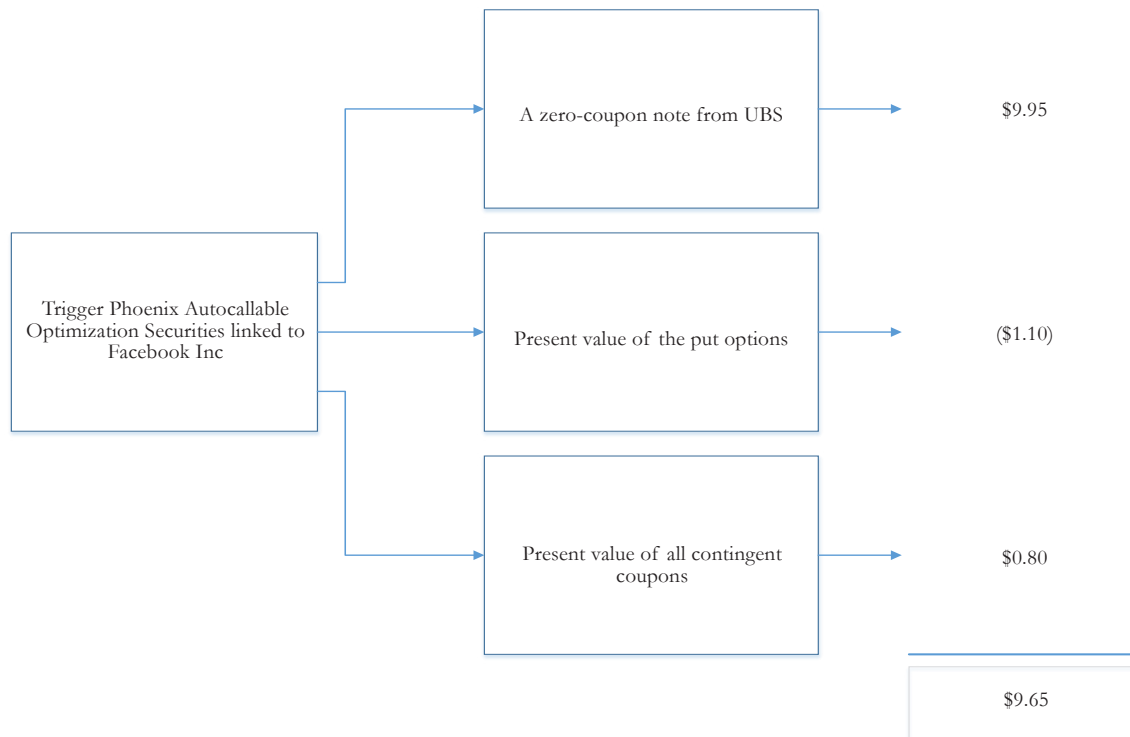 A zero-coupon note from UBS
$9.95
Trigger Phoenix Autocallable
Optimization Securities linked to
Facebook Inc
Present value of the put options
($1.10)
Present value of all contingent
coupons
$0.80
$9.65